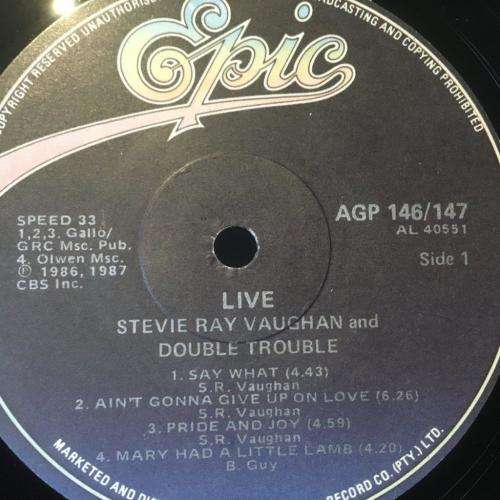 COPYRIGHT RESERVED UNAUTHORISE
DCASTING AND COPYING PROHIBITED
Epic
SPEED 33
1,2,3. Gallo/
GRC Msc. Pub.
4. Olwen Msc.
℗ 1986, 1987
CBS Inc.
AGP 146/147
AL 40551
Side 1
LIVE
STEVIE RAY VAUGHAN and
DOUBLE TROUBLE
1. SAY WHAT (4.43)
S.R. Vaughan
2. AIN'T GONNA GIVE UP ON LOVE (6.26)
S.R. Vaughan
3. PRIDE AND JOY (4.59)
S.R. Vaughan
4. MARY HAD A LITTLE LAMB (4.20)
B. Guy
MARKETED AND
RECORD CO. (PTY.) LTD.